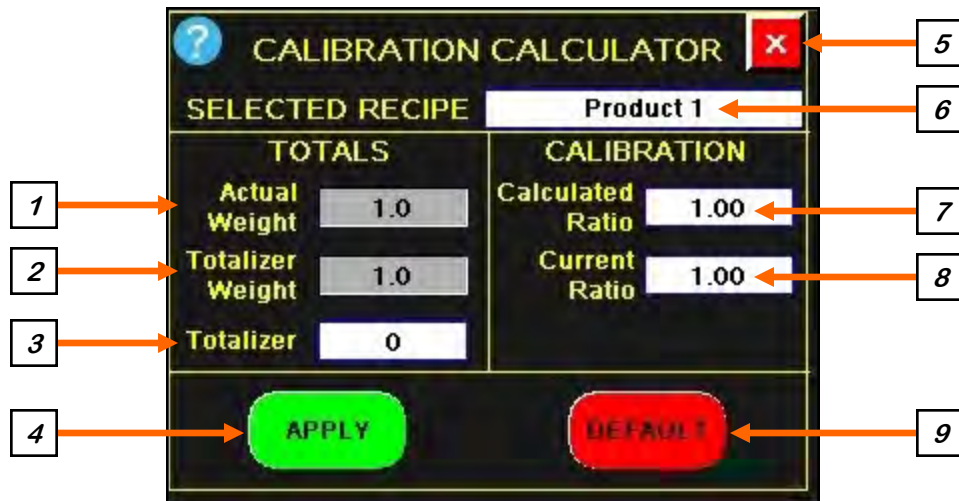 ?
CALIBRATION CALCULATOR
X
5
SELECTED RECIPE
Product 1
6
TOTALS
CALIBRATION
1
Actual
Weight
1.0
Calculated
Ratio
1.00
7
2
Totalizer
Weight
1.0
Current
Ratio
1.00
8
3
Totalizer
0
4
APPLY
DEFAULT
9